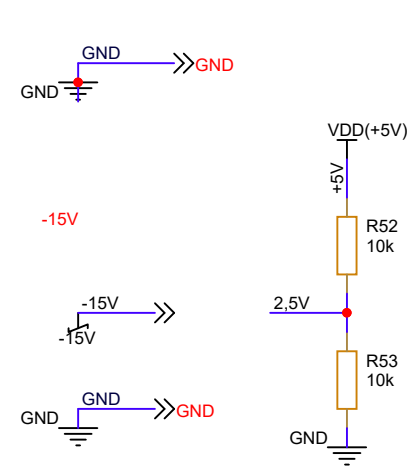 GND
GND
GND
VDD(+5V)
+5V
-15V
R52
10k
-15V
2,5V
-15V
R53
10k
GND
GND
GND
GND